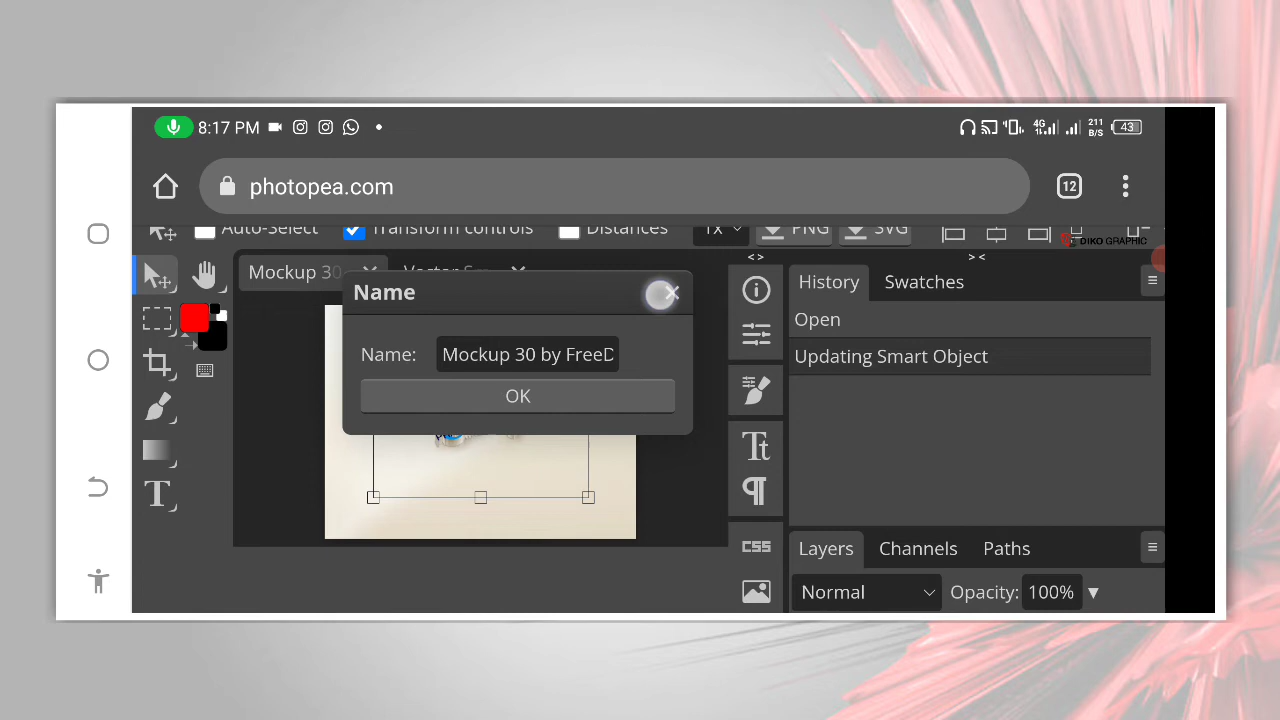 8:17 PM
4G
211
B/S
43
photopea.com
12
Auto-Select
Transform controls
Distances
1x
PNG
SVG
DIKO GRAPHIC
< >
> <
Mockup 30
Name
Name:
Mockup 30 by FreeD
OK
History
Swatches
Open
Updating Smart Object
Tt
T
CSS
Layers
Channels
Paths
Normal
Opacity:
100%